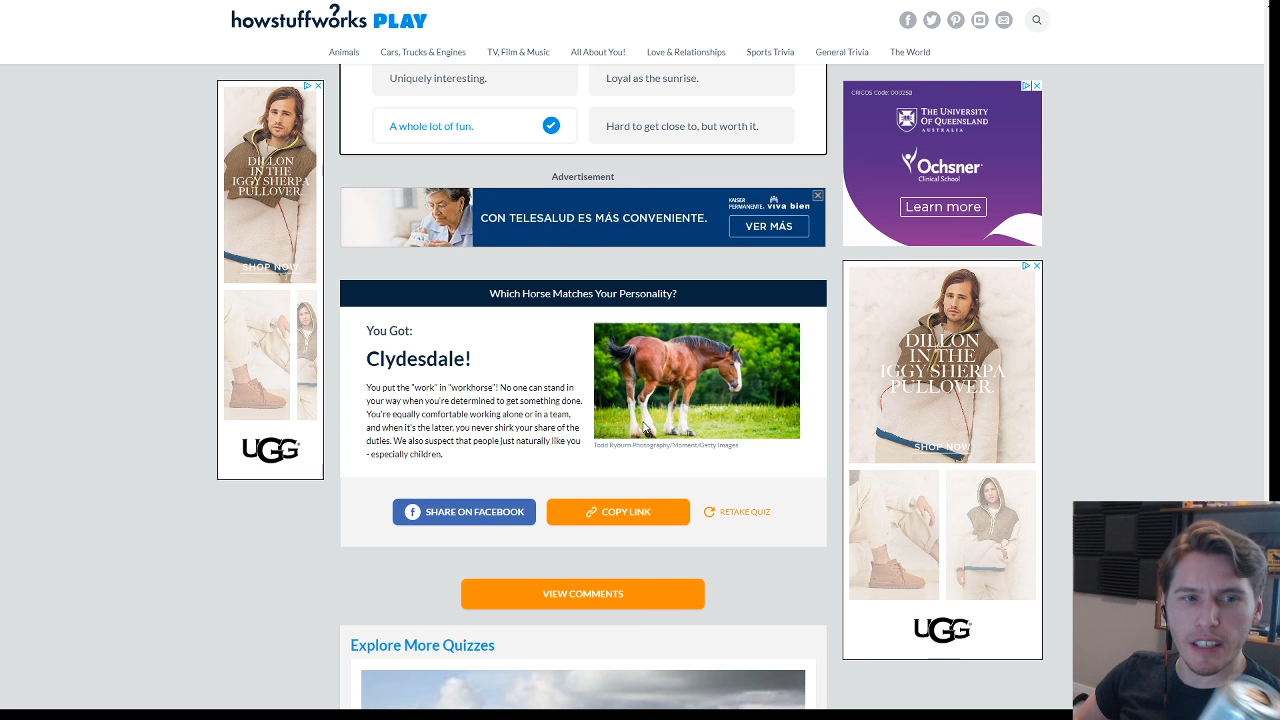 howstuffworks PLAY
Animals
Cars, Trucks & Engines
TV, Film & Music
All About You!
Love & Relationships
Sports Trivia
General Trivia
The World
Uniquely interesting.
Loyal as the sunrise.
A whole lot of fun.
Hard to get close to, but worth it.
DILLON
IN THE
IGGY SHERPA
PULLOVER.
SHOP NOW
UGG
Advertisement
CON TELESALUD ES MÁS CONVENIENTE.
KAISER
PERMANENTE. viva bien
VER MÁS
Which Horse Matches Your Personality?
You Got:
Clydesdale!
You put the "work" in "workhorse"! No one can stand in
your way when you're determined to get something done.
You're equally comfortable working alone or in a team,
and when it's the latter, you never shirk your share of the
duties. We also suspect that people just naturally like you
- especially children.
Todd Ryburn Photography/Moment/Getty Images
SHARE ON FACEBOOK
COPY LINK
RETAKE QUIZ
VIEW COMMENTS
Explore More Quizzes
CRICOS Code: 00025B
THE UNIVERSITY
OF QUEENSLAND
AUSTRALIA
Ochsner
Clinical School
Learn more
DILLON
IN THE
IGGY SHERPA
PULLOVER.
SHOP NOW
UGG